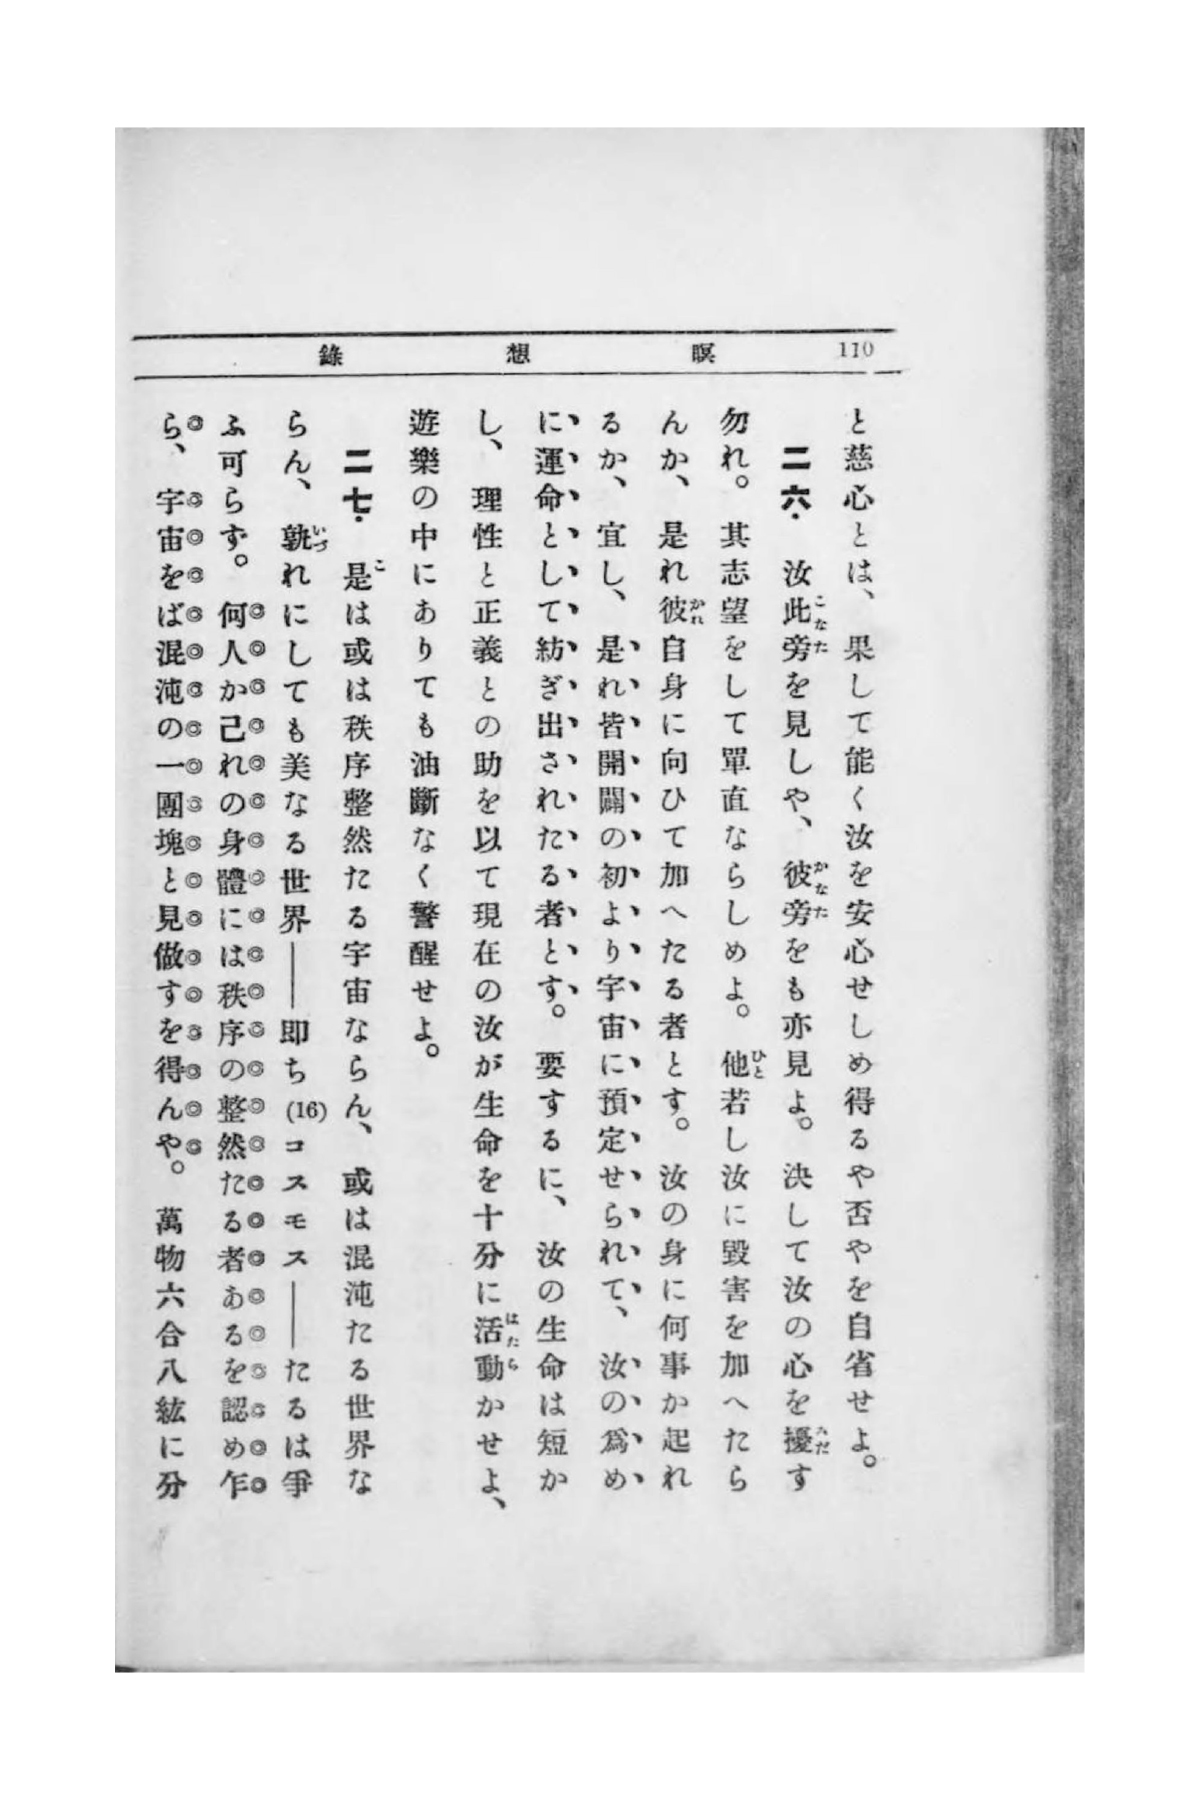 110 瞑想錄
と慈心とは、果して能く汝を安心せしめ得るや否やを自省せよ。
二六. 汝此旁を見しや、彼旁をも亦見よ。決して汝の心を擾す
勿れ。其志望をして單直ならしめよ。他若し汝に毀害を加へたら
んか、是れ彼自身に向ひて加へたる者とす。汝の身に何事か起れ
るか、宜し、是れ皆開闢の初より宇宙に預定せられて、汝の爲め
に運命として紡ぎ出されたる者とす。要するに、汝の生命は短か
し、理性と正義との助を以て現在の汝が生命を十分に活動かせよ、
遊樂の中にありても油斷なく警醒せよ。
二七. 是は或は秩序整然たる宇宙ならん、或は混沌たる世界な
らん、孰れにしても美なる世界――即ち(16)コスモス――たるは爭
ふ可らず。何人か己れの身體には秩序の整然たる者あるを認め乍
ら、宇宙をば混沌の一團塊と見做すを得んや。萬物六合八紘に分